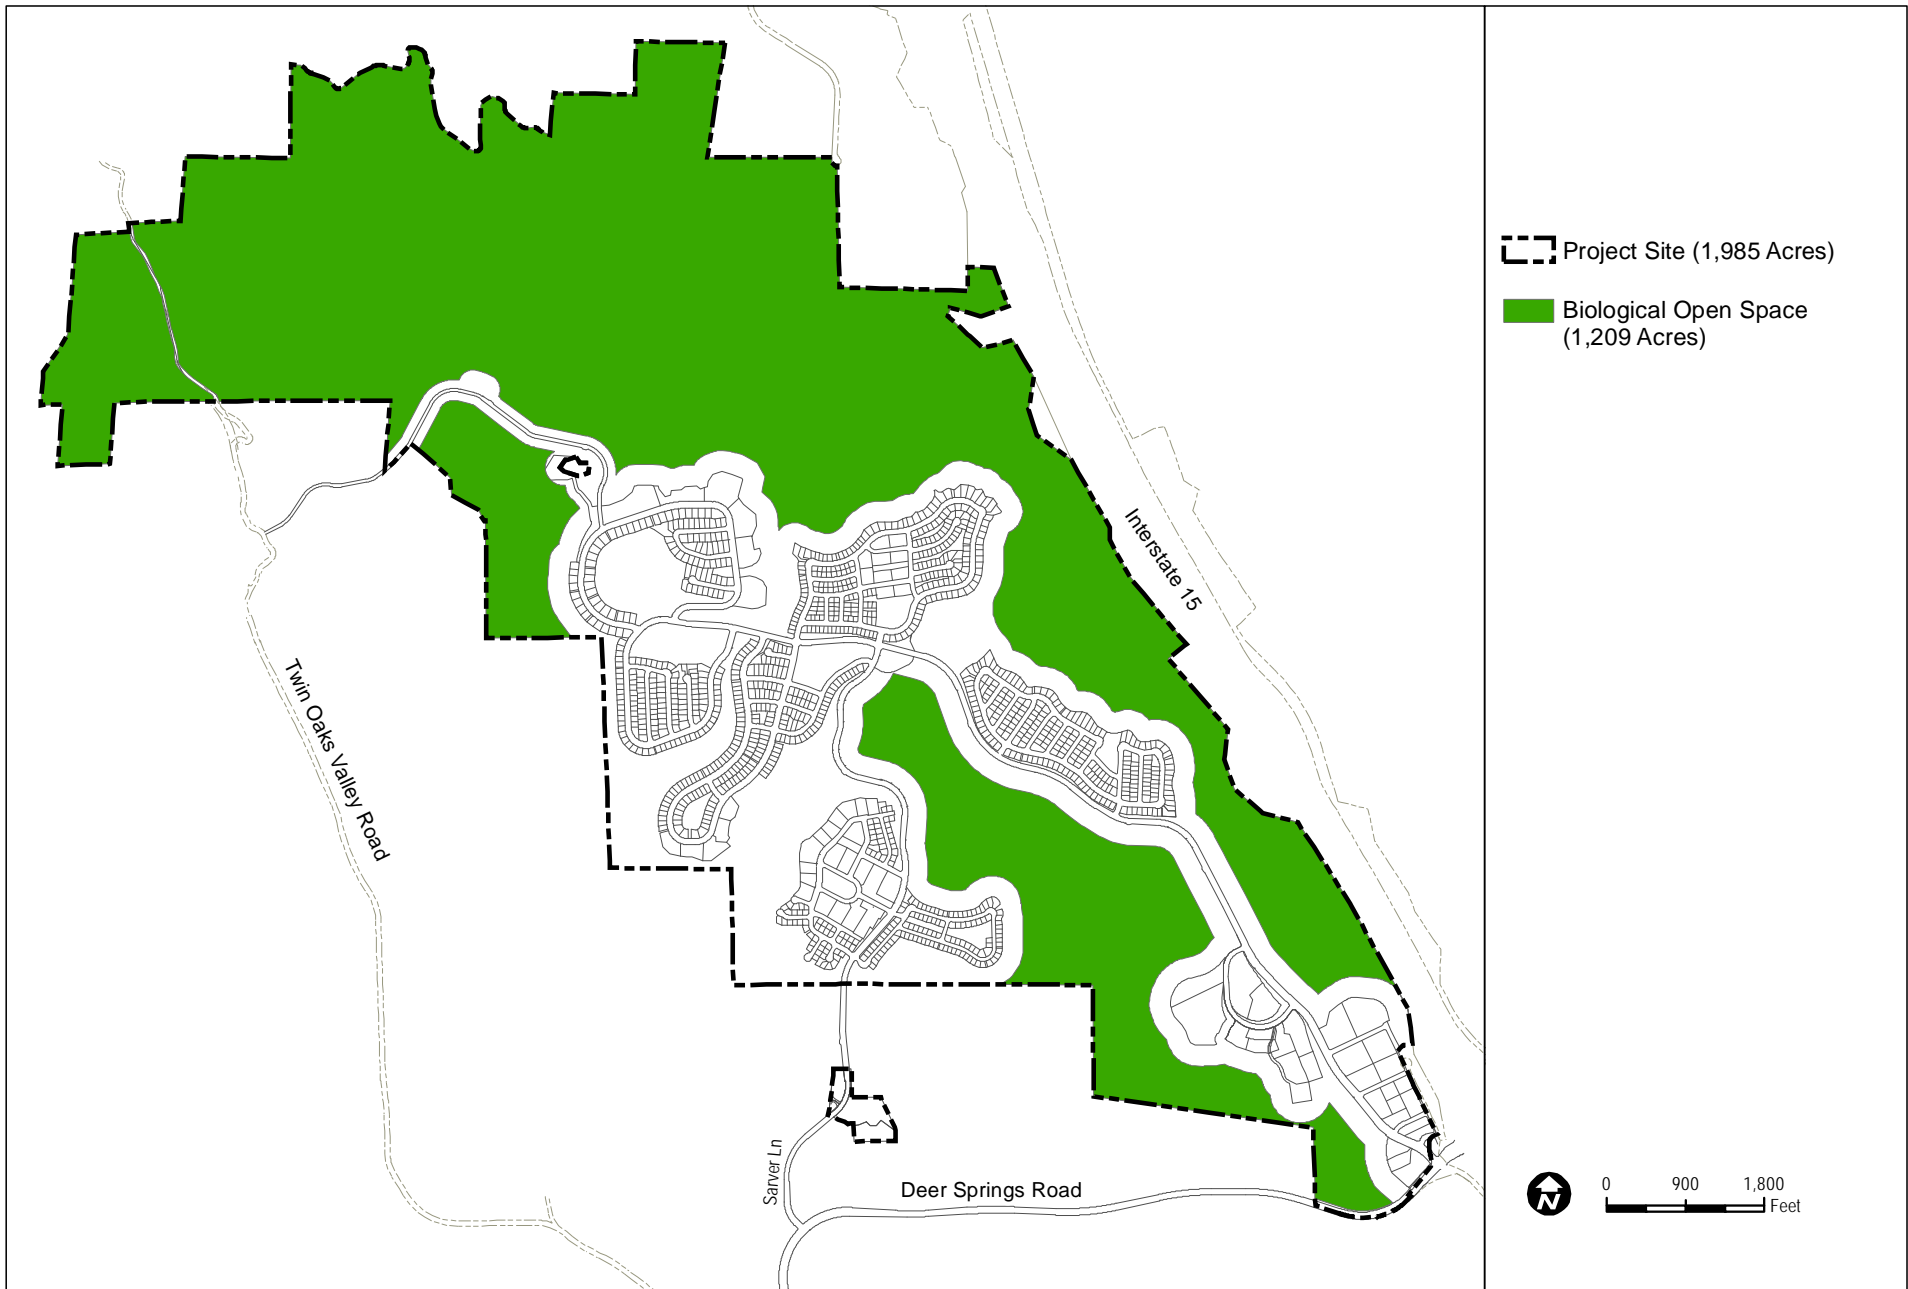 Project Site (1,985 Acres)
Biological Open Space
(1,209 Acres)
Interstate 15
Twin Oaks Valley Road
Sarver Ln
Deer Springs Road
N
0 900 1,800
Feet